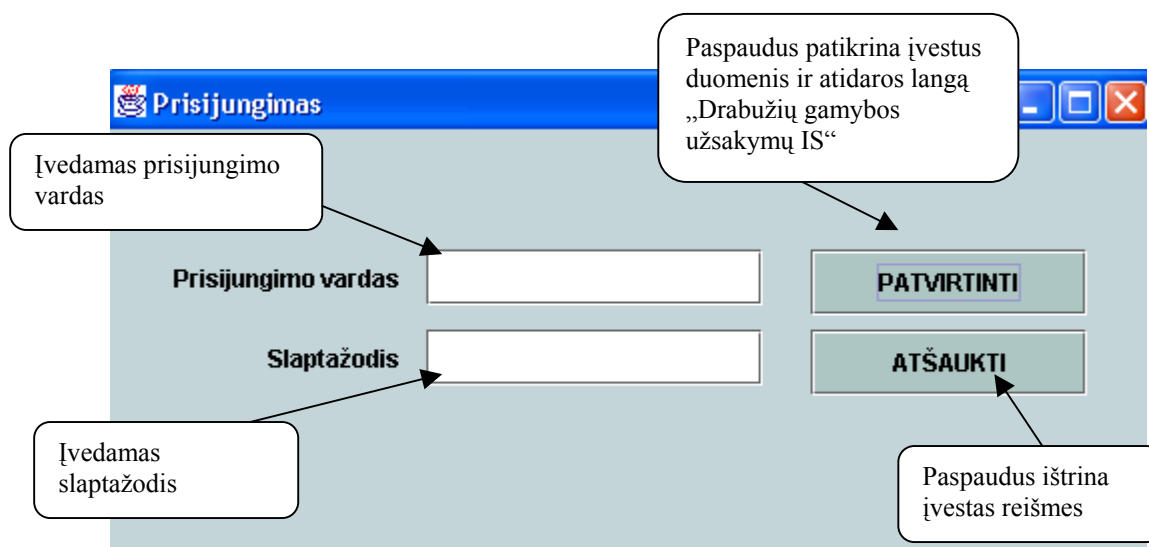 Paspaudus patikrina įvestus
duomenis ir atidaros langą
„Drabužių gamybos
užsakymų IS“
Prisijungimas
Įvedamas prisijungimo
vardas
Prisijungimo vardas
PATVIRTINTI
Slaptažodis
ATŠAUKTI
Įvedamas
slaptažodis
Paspaudus ištrina
įvestas reišmes